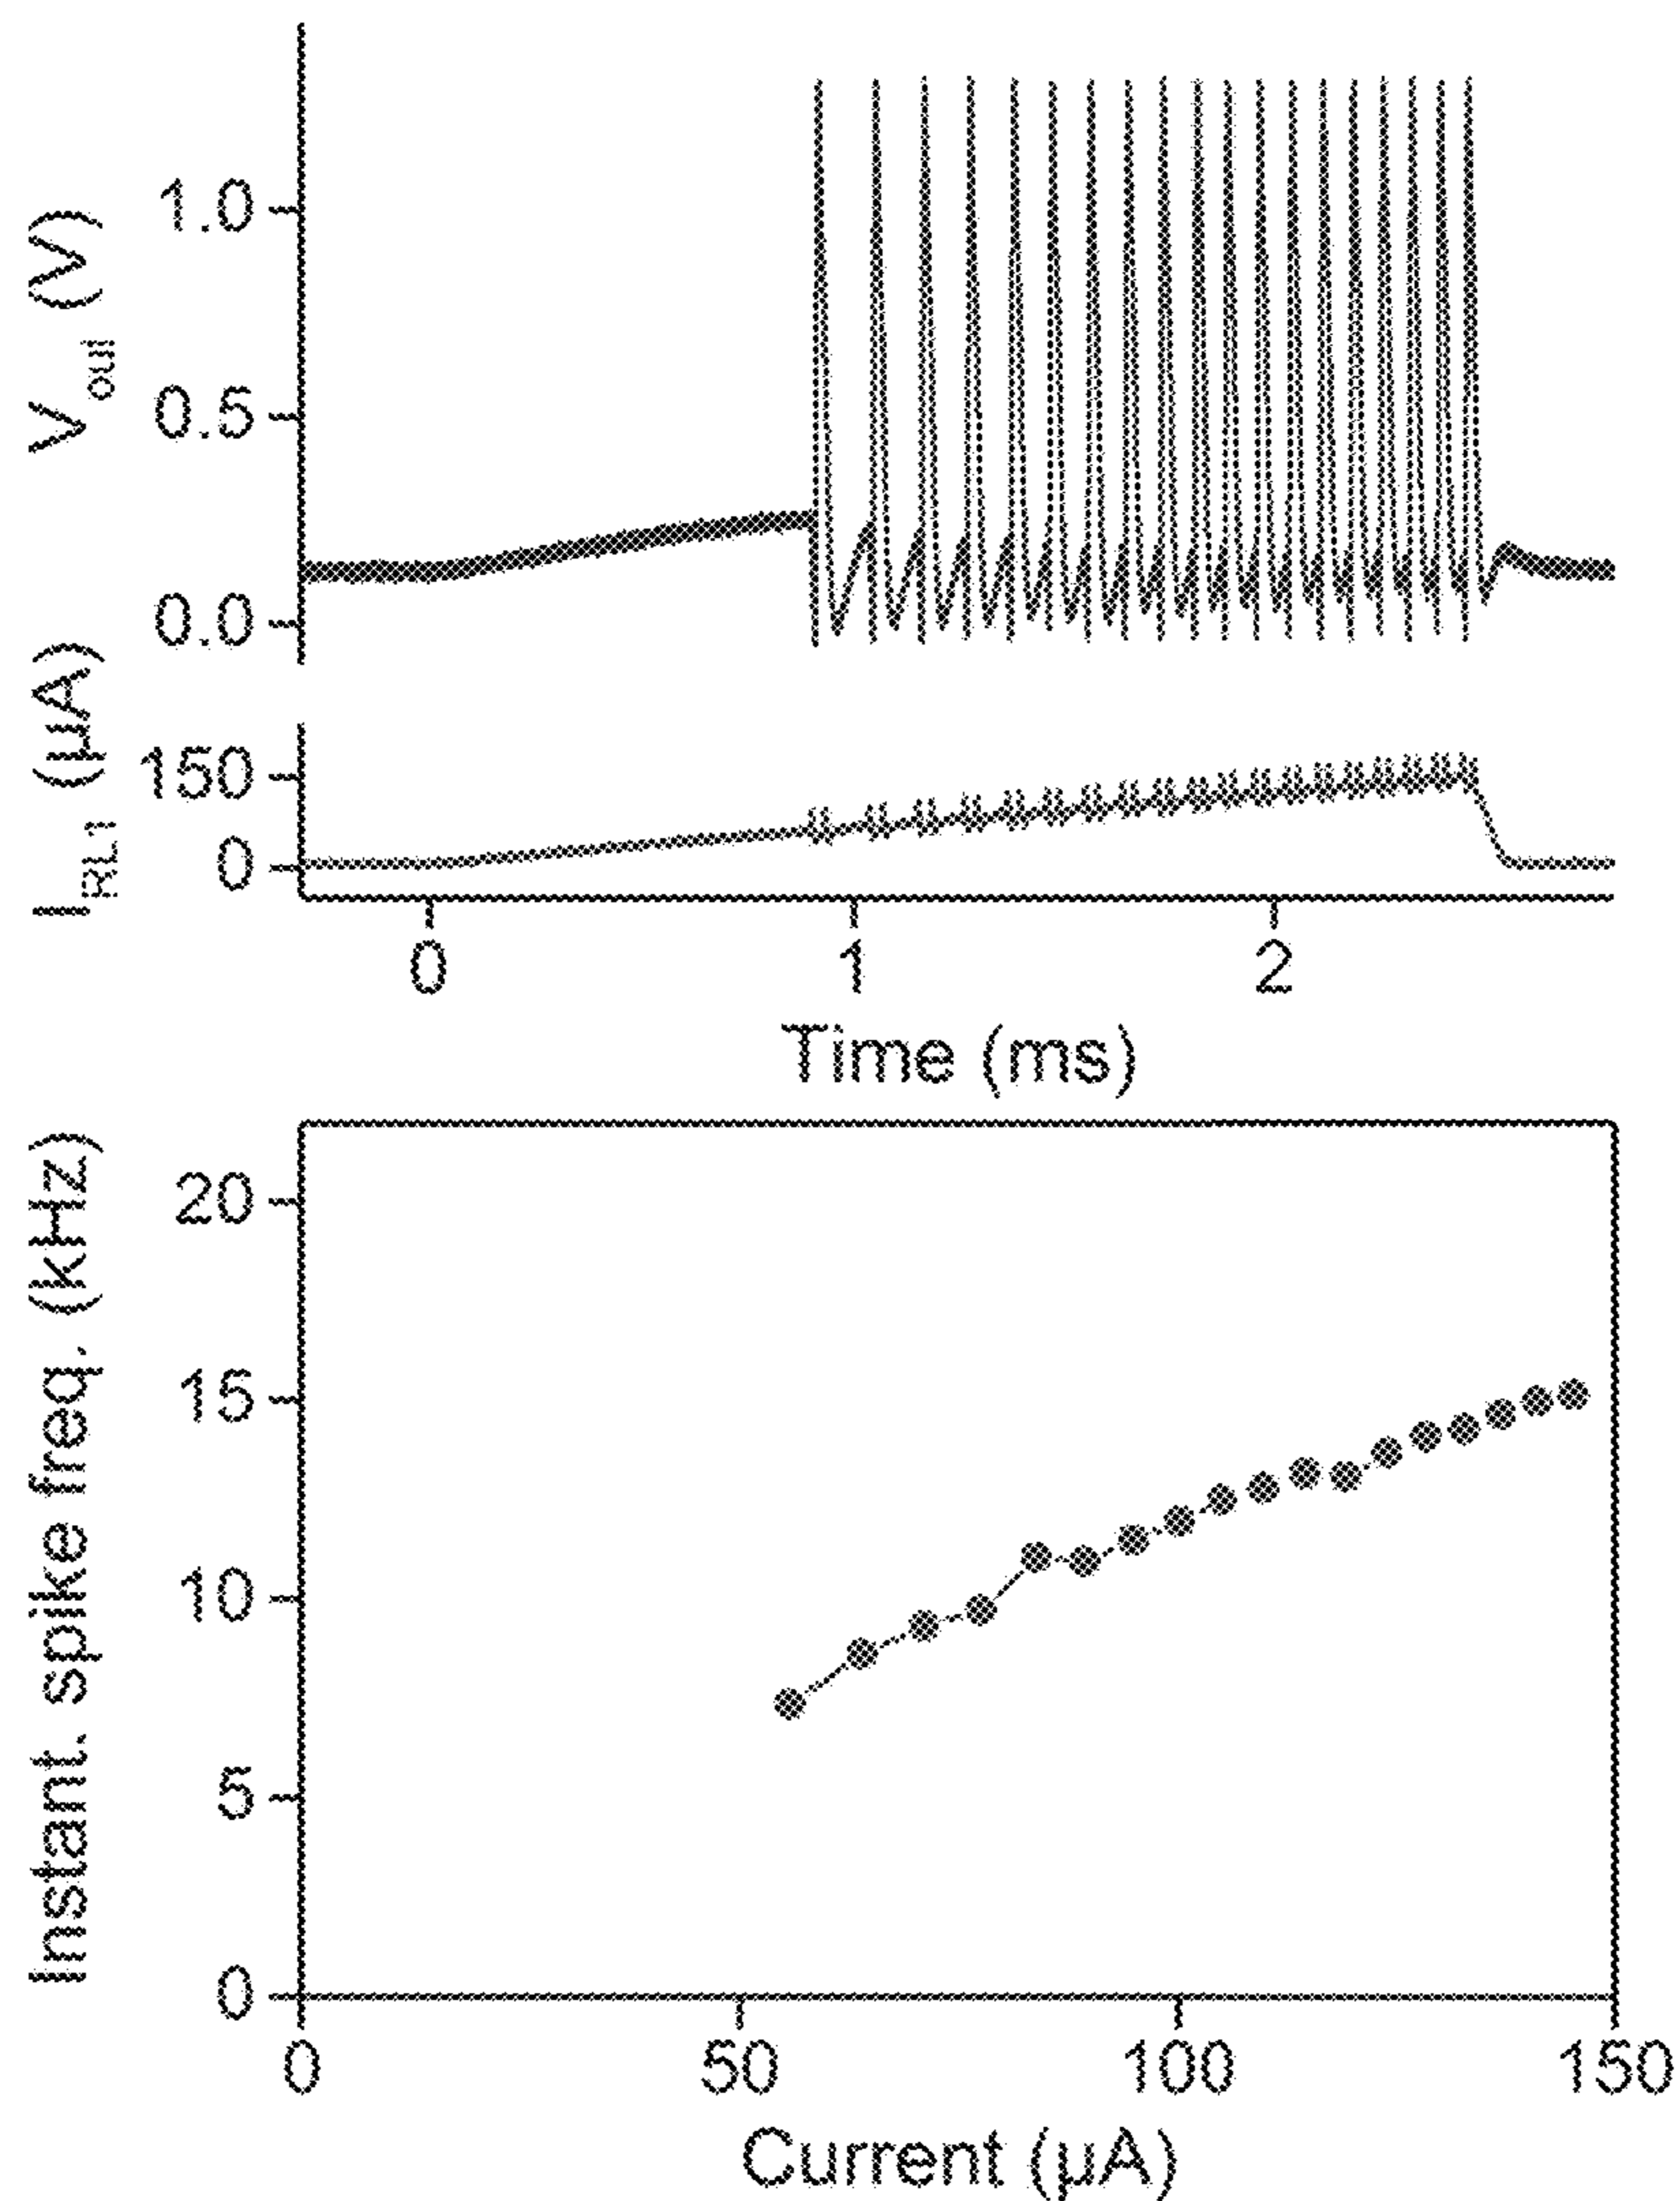 V_out (V)
1.0
0.5
0.0
I_RL1 (µA)
150
0
0 1 2
Time (ms)
Instant. spike freq. (kHz)
20
15
10
5
0
0 50 100 150
Current (µA)